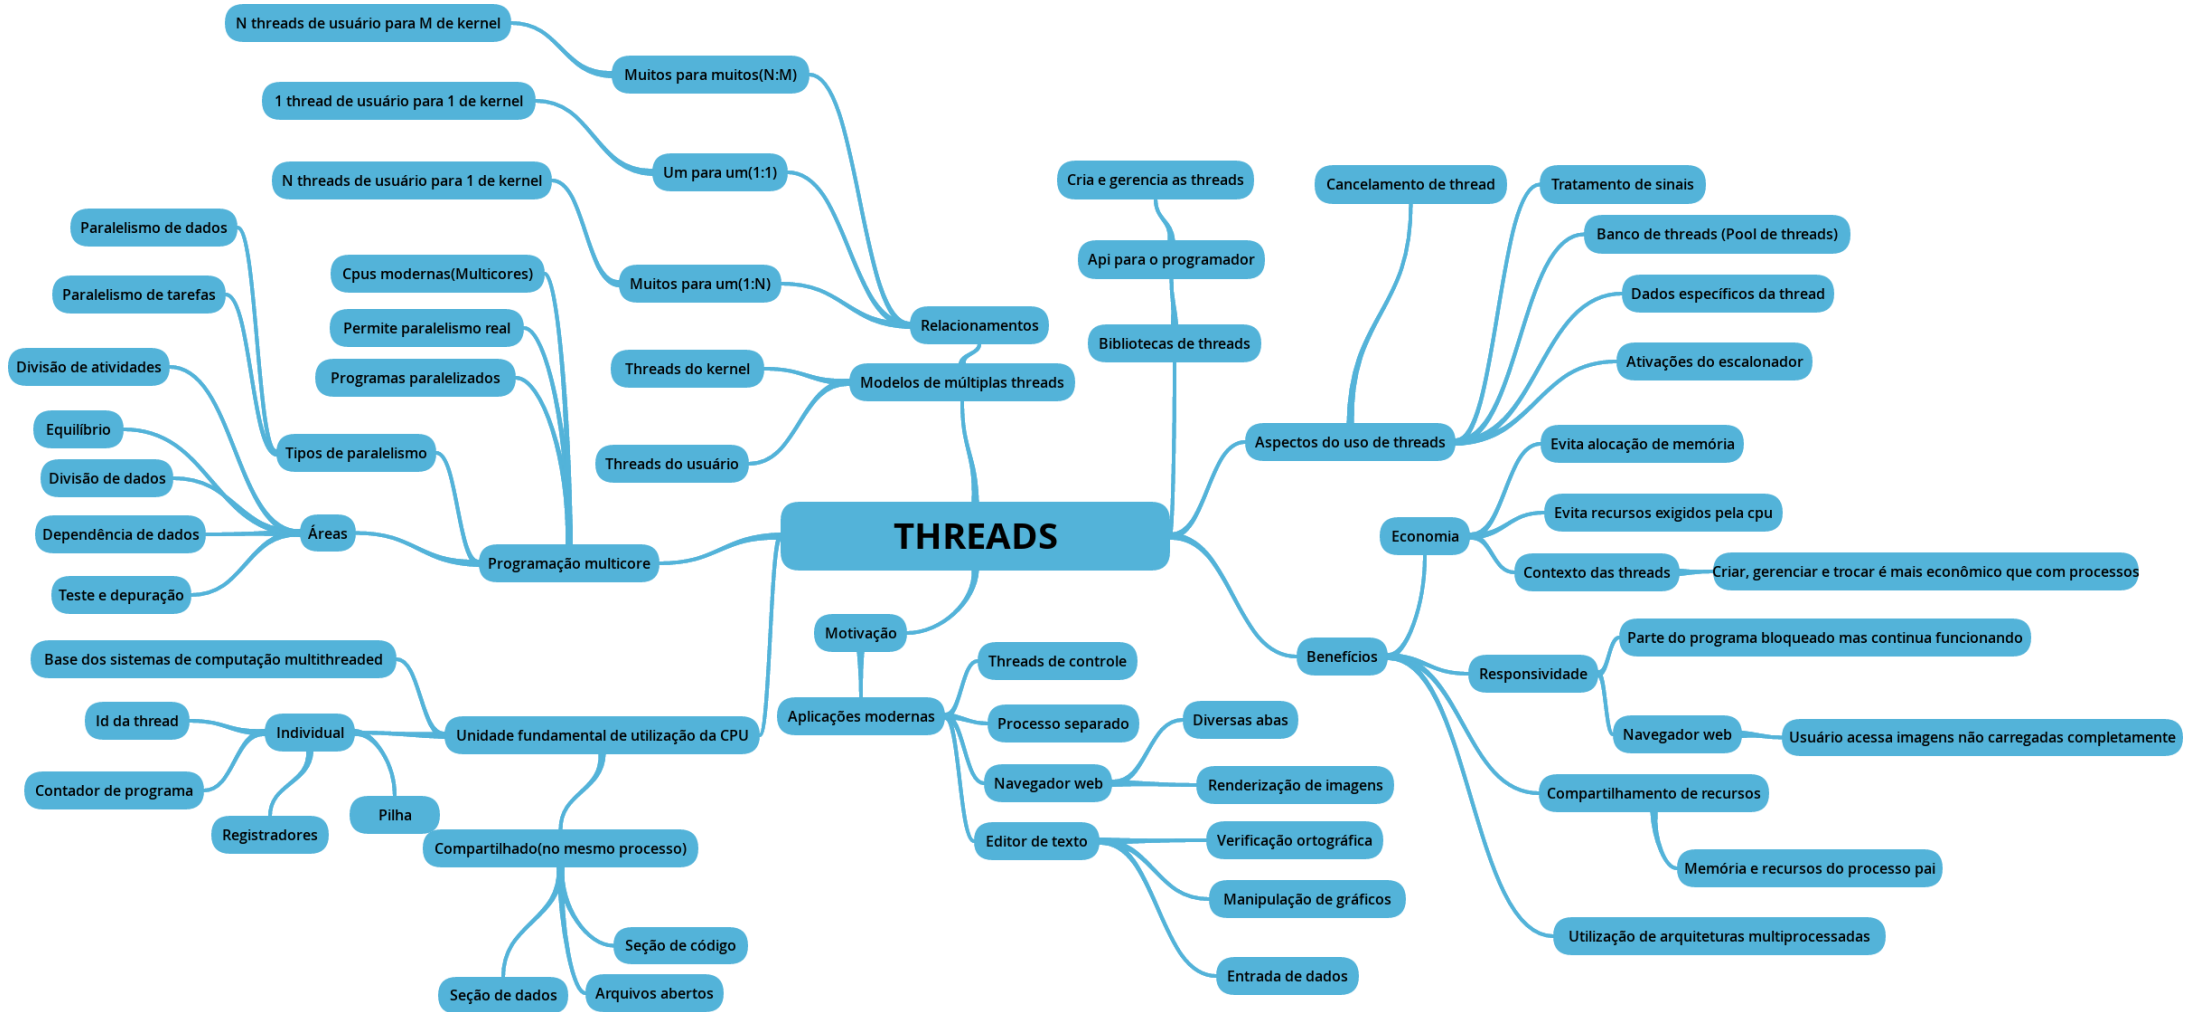 N threads de usuário para M de kernel
Muitos para muitos(N:M)
1 thread de usuário para 1 de kernel
Um para um(1:1)
N threads de usuário para 1 de kernel
Muitos para um(1:N)
Relacionamentos
Threads do kernel
Modelos de múltiplas threads
Threads do usuário
Cria e gerencia as threads
Api para o programador
Bibliotecas de threads
Cancelamento de thread
Tratamento de sinais
Banco de threads (Pool de threads)
Dados específicos da thread
Ativações do escalonador
Aspectos do uso de threads
Paralelismo de dados
Paralelismo de tarefas
Tipos de paralelismo
Cpus modernas(Multicores)
Permite paralelismo real
Programas paralelizados
Divisão de atividades
Equilíbrio
Divisão de dados
Dependência de dados
Teste e depuração
Áreas
Programação multicore
THREADS
Evita alocação de memória
Evita recursos exigidos pela cpu
Economia
Contexto das threads
Criar, gerenciar e trocar é mais econômico que com processos
Benefícios
Parte do programa bloqueado mas continua funcionando
Responsividade
Navegador web
Usuário acessa imagens não carregadas completamente
Compartilhamento de recursos
Memória e recursos do processo pai
Utilização de arquiteturas multiprocessadas
Motivação
Aplicações modernas
Threads de controle
Processo separado
Navegador web
Diversas abas
Renderização de imagens
Editor de texto
Verificação ortográfica
Manipulação de gráficos
Entrada de dados
Base dos sistemas de computação multithreaded
Unidade fundamental de utilização da CPU
Individual
Id da thread
Contador de programa
Registradores
Pilha
Compartilhado(no mesmo processo)
Seção de código
Seção de dados
Arquivos abertos